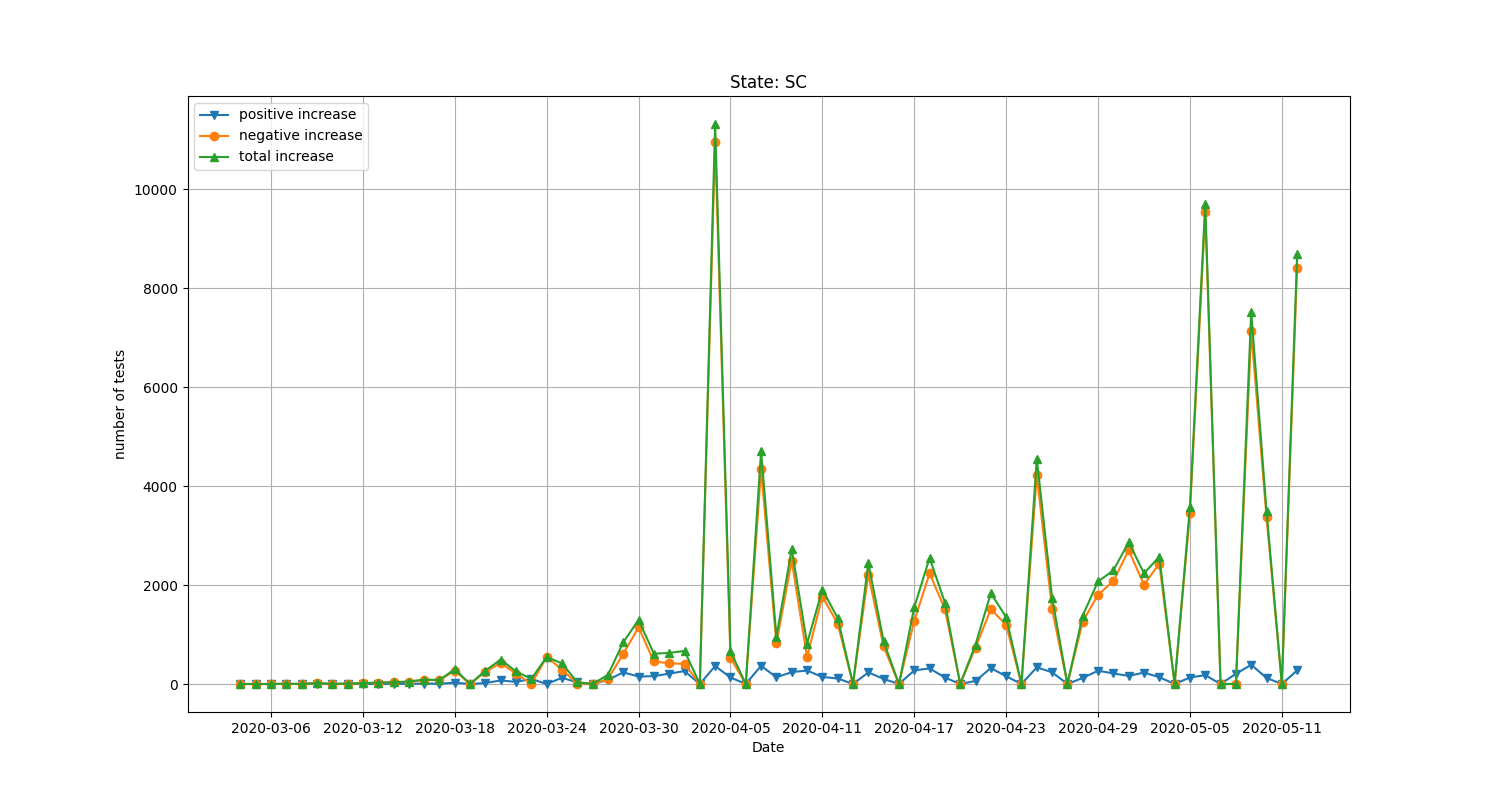 State: SC
positive increase
negative increase
total increase
10000
8000
6000
4000
2000
0
number of tests
2020-03-06 2020-03-12 2020-03-18 2020-03-24 2020-03-30 2020-04-05 2020-04-11 2020-04-17 2020-04-23 2020-04-29 2020-05-05 2020-05-11
Date